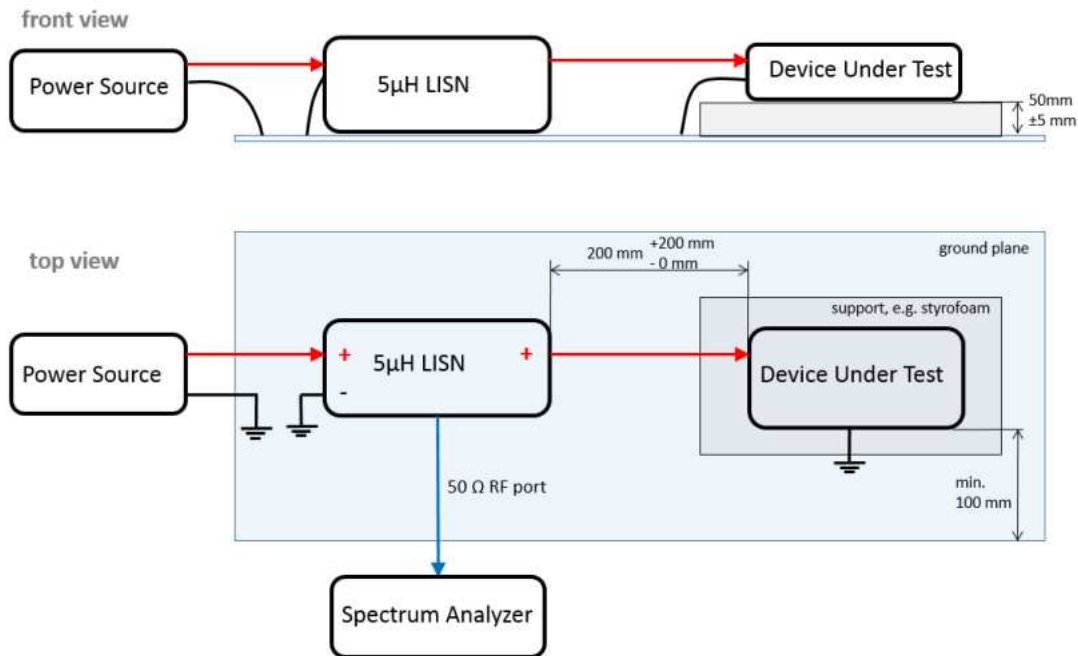 front view
Power Source
5µH LISN
Device Under Test
50mm
±5 mm
top view
200 mm +200 mm
- 0 mm
ground plane
support, e.g. styrofoam
Power Source
+
5µH LISN
+
-
Device Under Test
50 Ω RF port
min.
100 mm
Spectrum Analyzer